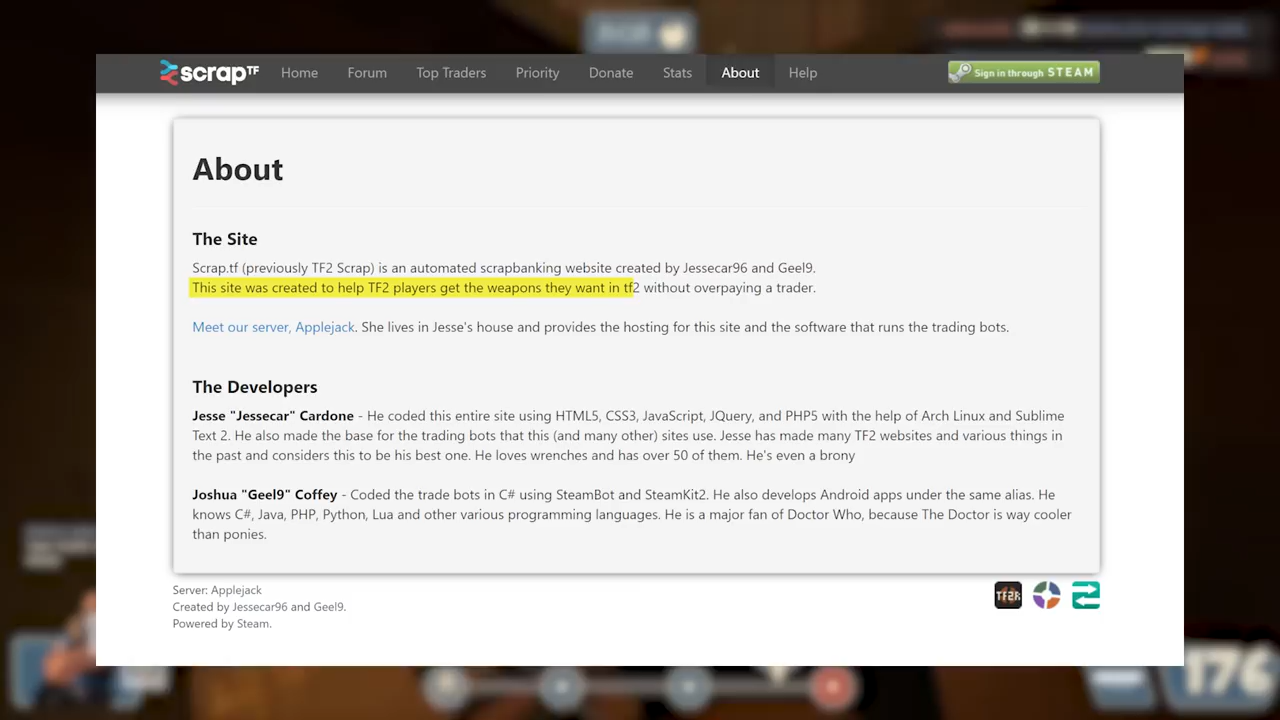 scrap TF Home Forum Top Traders Priority Donate Stats About Help Sign in through STEAM
About
The Site
Scrap.tf (previously TF2 Scrap) is an automated scrapbanking website created by Jessecar96 and Geel9.
This site was created to help TF2 players get the weapons they want in tf2 without overpaying a trader.
Meet our server, Applejack. She lives in Jesse's house and provides the hosting for this site and the software that runs the trading bots.
The Developers
Jesse "Jessecar" Cardone - He coded this entire site using HTML5, CSS3, JavaScript, JQuery, and PHP5 with the help of Arch Linux and Sublime
Text 2. He also made the base for the trading bots that this (and many other) sites use. Jesse has made many TF2 websites and various things in
the past and considers this to be his best one. He loves wrenches and has over 50 of them. He's even a brony
Joshua "Geel9" Coffey - Coded the trade bots in C# using SteamBot and SteamKit2. He also develops Android apps under the same alias. He
knows C#, Java, PHP, Python, Lua and other various programming languages. He is a major fan of Doctor Who, because The Doctor is way cooler
than ponies.
Server: Applejack
TF2R
Created by Jessecar96 and Geel9.
Powered by Steam.
176